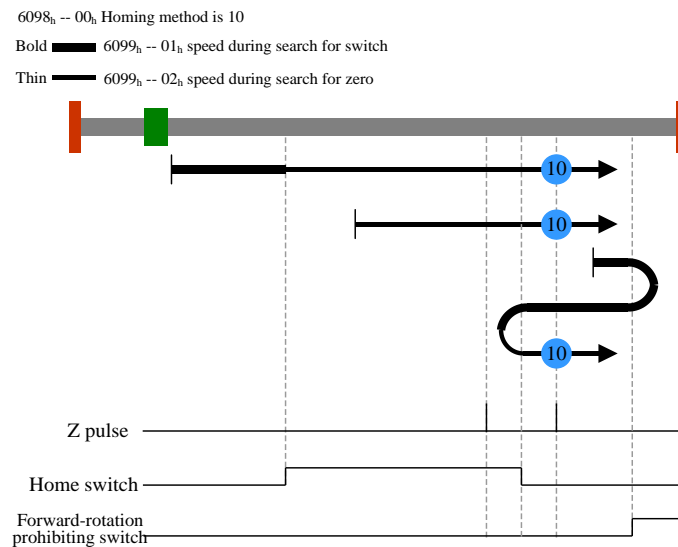 6098h -- 00h Homing method is 10
Bold 6099h -- 01h speed during search for switch
Thin 6099h -- 02h speed during search for zero
10
10
10
Z pulse
Home switch
Forward-rotation
prohibiting switch